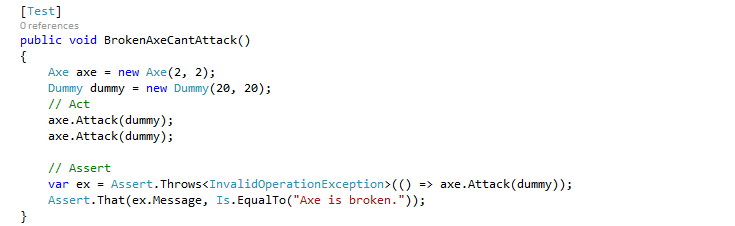 [Test]
0 references
public void BrokenAxeCantAttack()
{
    Axe axe = new Axe(2, 2);
    Dummy dummy = new Dummy(20, 20);
    // Act
    axe.Attack(dummy);
    axe.Attack(dummy);

    // Assert
    var ex = Assert.Throws<InvalidOperationException>(() => axe.Attack(dummy));
    Assert.That(ex.Message, Is.EqualTo("Axe is broken."));
}